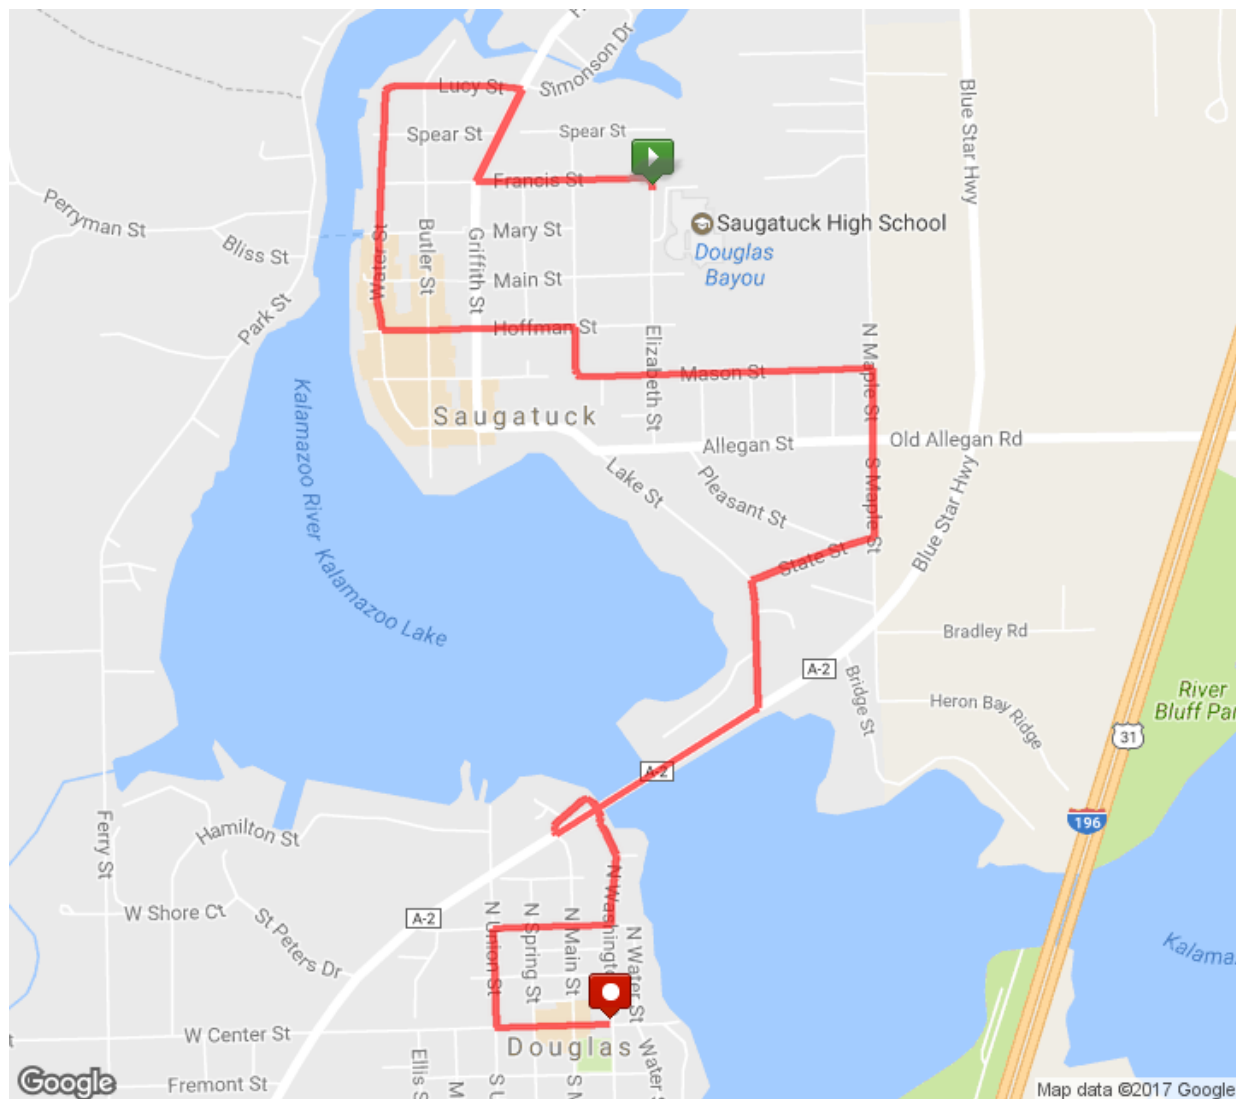 Simonson Dr
Lucy St
Blue Star Hwy
Spear St
Spear St
Francis St
Perryman St
Saugatuck High School
Bliss St
Water St
Butler St
Griffith St
Mary St
Douglas
Bayou
Main St
Park St
Hoffman St
Elizabeth St
N Maple St
Mason St
Saugatuck
Allegan St
Old Allegan Rd
Kalamazoo River
Lake St
Pleasant St
S Maple St
Blue Star Hwy
State St
Kalamazoo Lake
Bradley Rd
A-2
Bridge St
Heron Bay Ridge
River
Bluff Par
31
A-2
196
Ferry St
Hamilton St
W Shore Ct
St Peters Dr
A-2
N Union St
N Spring St
N Main St
N Washington
N Water St
Kalama
W Center St
Douglas
Ellis S
M
S U
S M
Water S
Fremont St
Google
Map data ©2017 Google